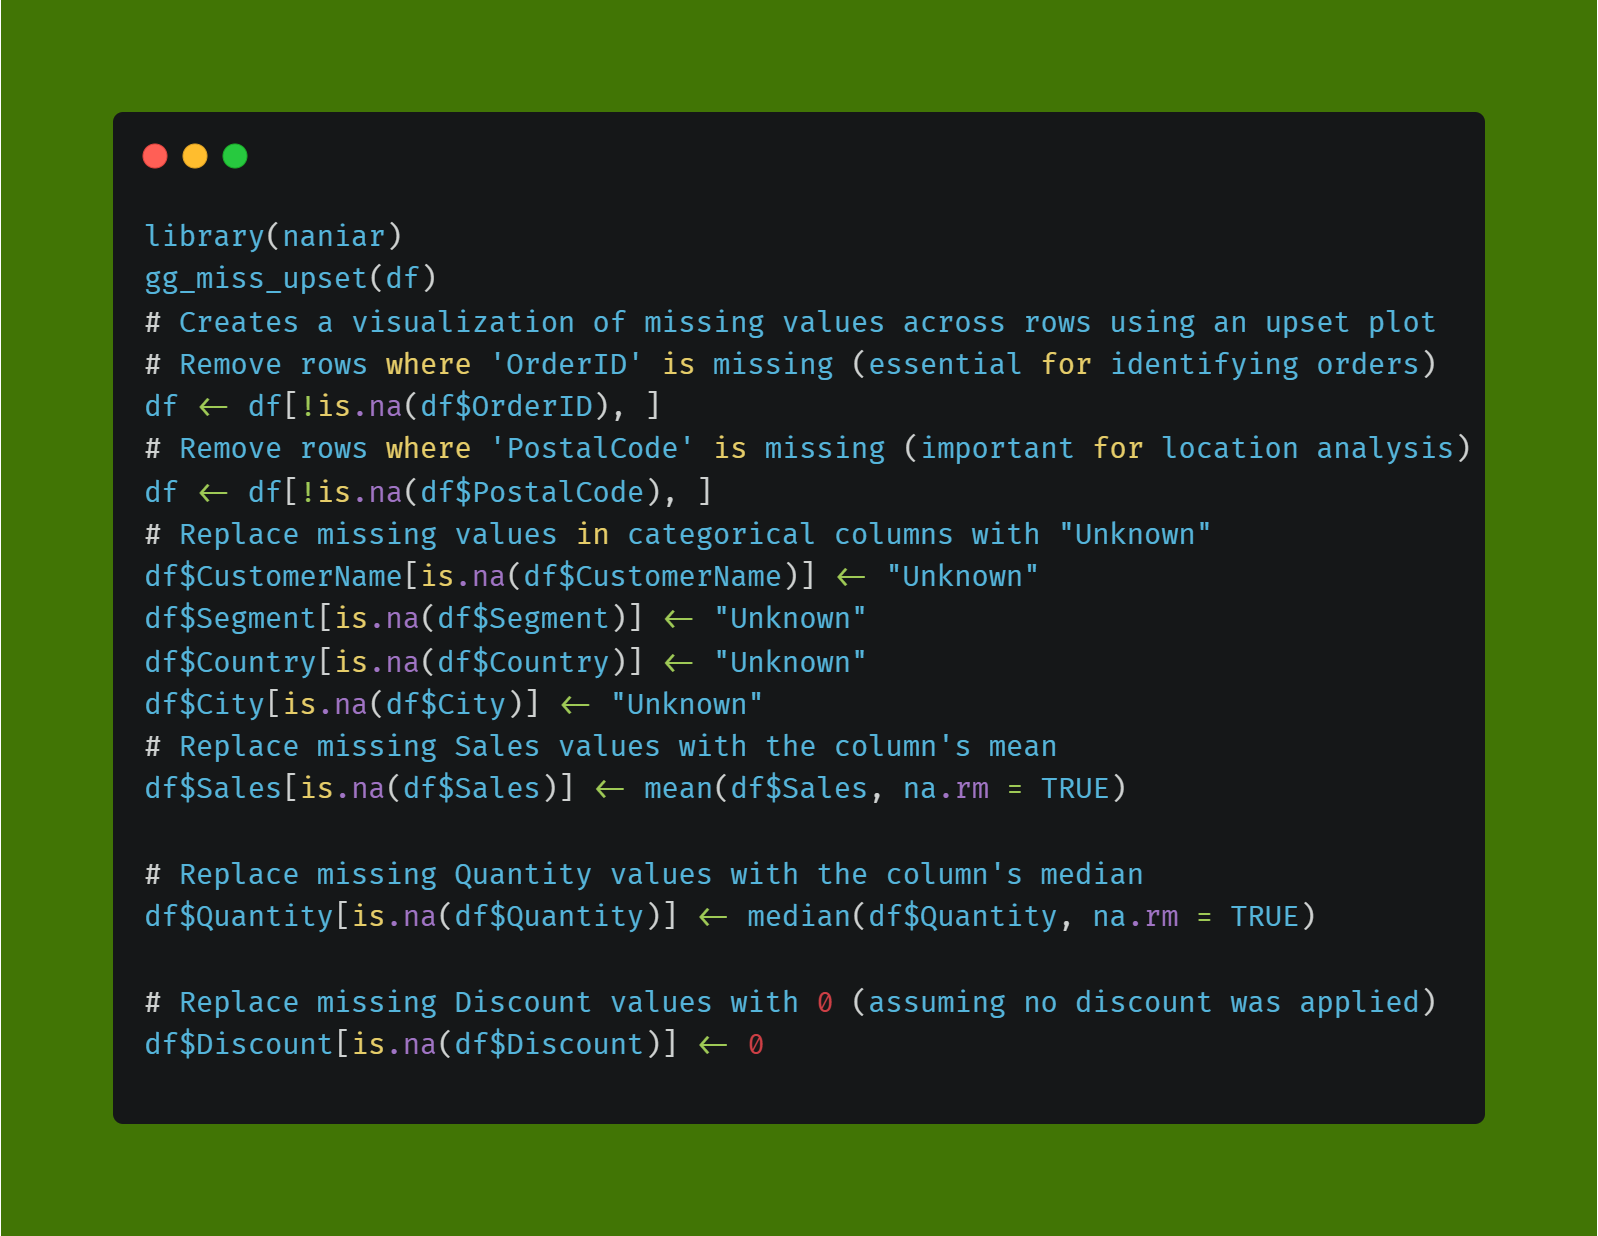 library(naniar)
gg_miss_upset(df)
# Creates a visualization of missing values across rows using an upset plot
# Remove rows where 'OrderID' is missing (essential for identifying orders)
df <- df[!is.na(df$OrderID), ]
# Remove rows where 'PostalCode' is missing (important for location analysis)
df <- df[!is.na(df$PostalCode), ]
# Replace missing values in categorical columns with "Unknown"
df$CustomerName[is.na(df$CustomerName)] <- "Unknown"
df$Segment[is.na(df$Segment)] <- "Unknown"
df$Country[is.na(df$Country)] <- "Unknown"
df$City[is.na(df$City)] <- "Unknown"
# Replace missing Sales values with the column's mean
df$Sales[is.na(df$Sales)] <- mean(df$Sales, na.rm = TRUE)
# Replace missing Quantity values with the column's median
df$Quantity[is.na(df$Quantity)] <- median(df$Quantity, na.rm = TRUE)
# Replace missing Discount values with 0 (assuming no discount was applied)
df$Discount[is.na(df$Discount)] <- 0